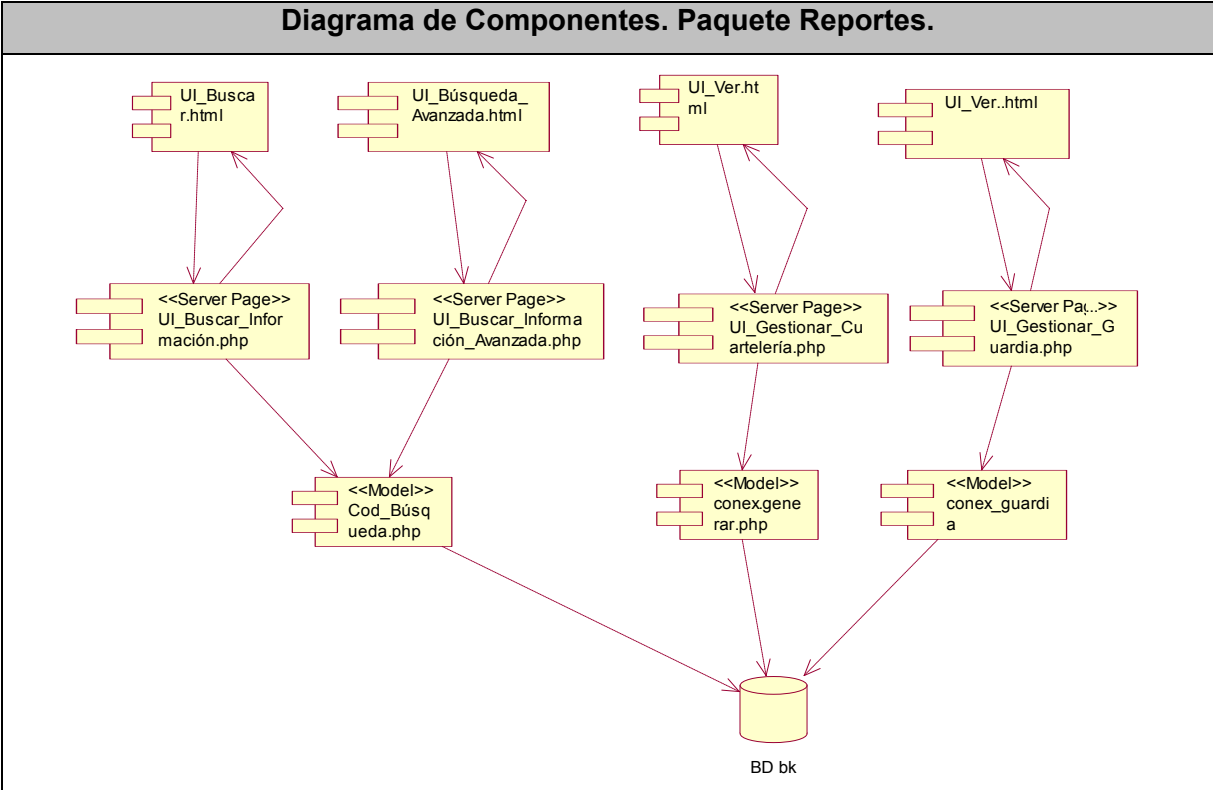 Diagrama de Componentes. Paquete Reportes.
UI_Busca
r.html
UI_Búsqueda_
Avanzada.html
UI_Ver.ht
ml
UI_Ver..html
<<Server Page>>
UI_Buscar_Infor
mación.php
<<Server Page>>
UI_Buscar_Informa
ción_Avanzada.php
<<Server Page>>
UI_Gestionar_Cu
artelería.php
<<Server Paç...>>
UI_Gestionar_G
uardia.php
<<Model>>
Cod_Búsq
ueda.php
<<Model>>
conex.gene
rar.php
<<Model>>
conex_guardi
a
BD bk